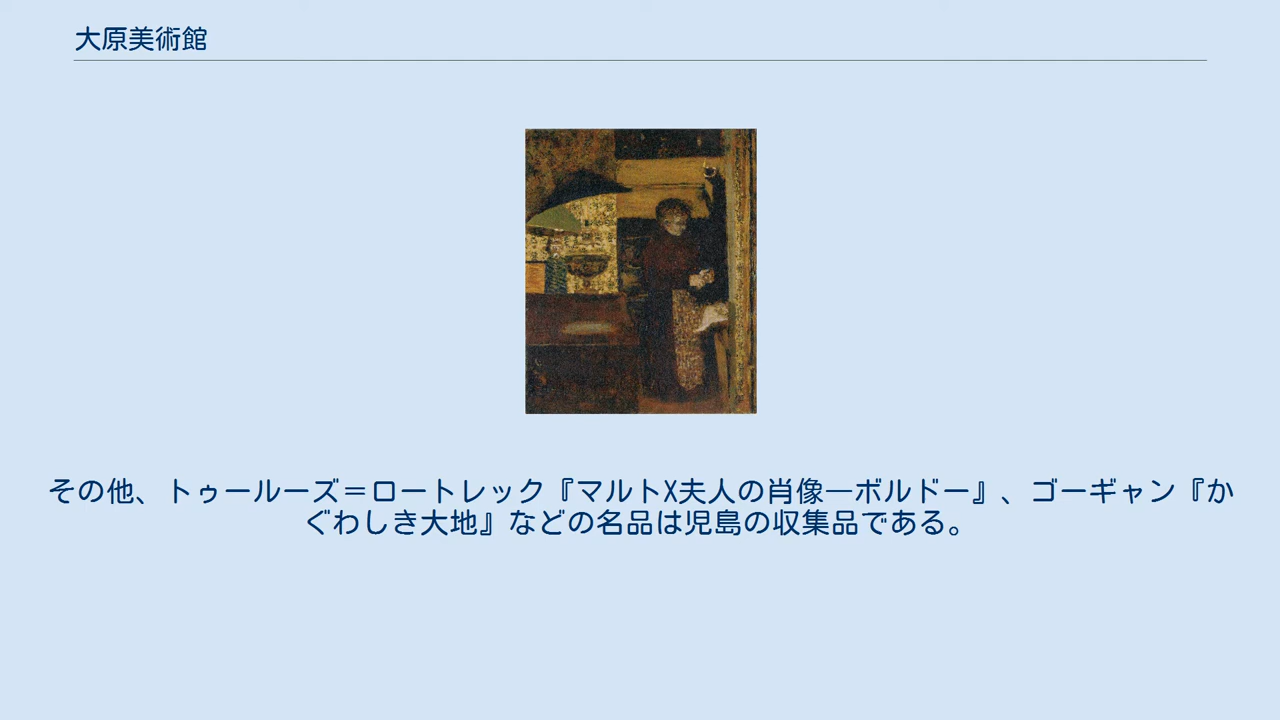 大原美術館
その他、トゥールーズ＝ロートレック『マルトX夫人の肖像―ボルドー』、ゴーギャン『か
ぐわしき大地』などの名品は児島の収集品である。